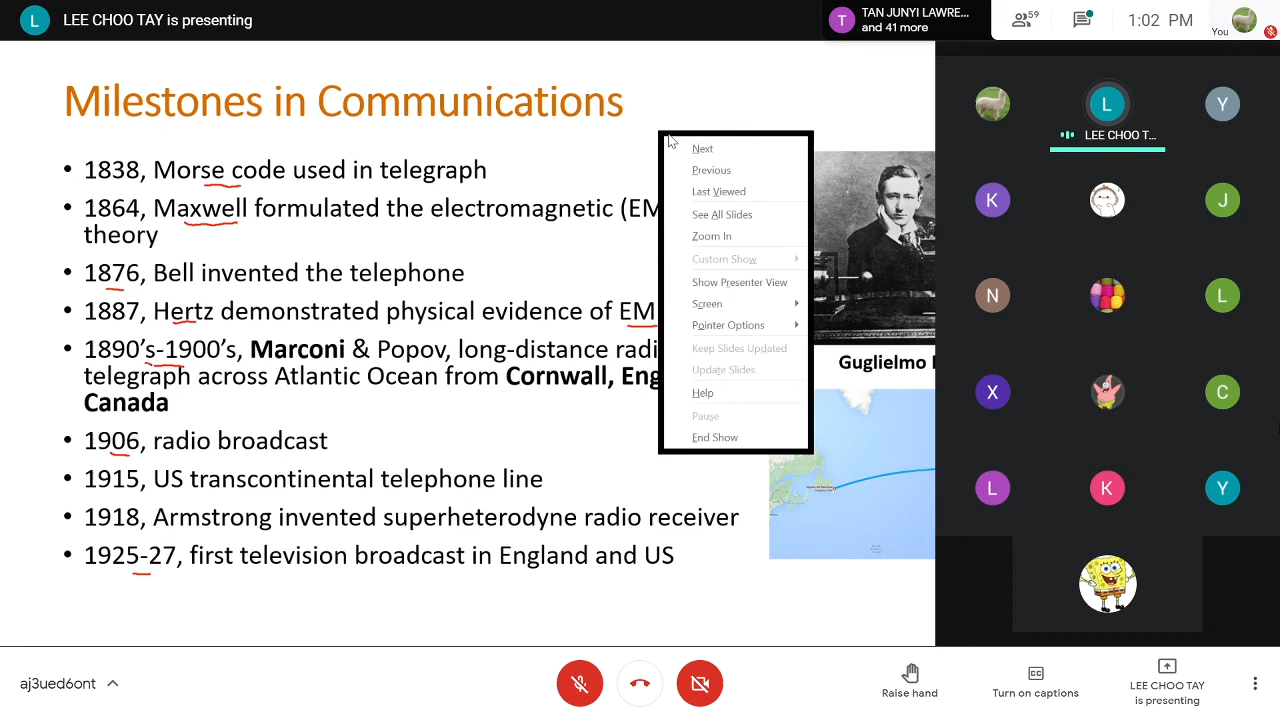 L LEE CHOO TAY is presenting
T TAN JUNYI LAWRE...
and 41 more
59
1:02 PM
You
Milestones in Communications
• 1838, Morse code used in telegraph
• 1864, Maxwell formulated the electromagnetic (EM
theory
• 1876, Bell invented the telephone
• 1887, Hertz demonstrated physical evidence of EM
• 1890's-1900's, Marconi & Popov, long-distance radi
telegraph across Atlantic Ocean from Cornwall, Eng
Canada
• 1906, radio broadcast
• 1915, US transcontinental telephone line
• 1918, Armstrong invented superheterodyne radio receiver
• 1925-27, first television broadcast in England and US
Next
Previous
Last Viewed
See All Slides
Zoom In
Custom Show
Show Presenter View
Screen
Pointer Options
Keep Slides Updated
Update Slides
Help
Pause
End Show
Guglielmo
L
LEE CHOO T...
Y
K
J
N
L
X
C
L
K
Y
aj3ued6ont
Raise hand
CC
Turn on captions
LEE CHOO TAY
is presenting